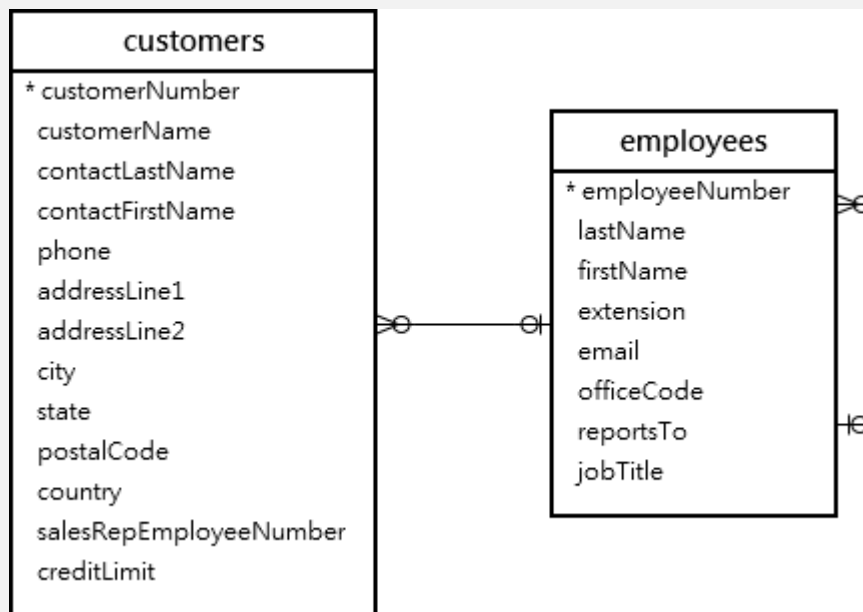 customers
* customerNumber
customerName
contactLastName
contactFirstName
phone
addressLine1
addressLine2
city
state
postalCode
country
salesRepEmployeeNumber
creditLimit
employees
* employeeNumber
lastName
firstName
extension
email
officeCode
reportsTo
jobTitle